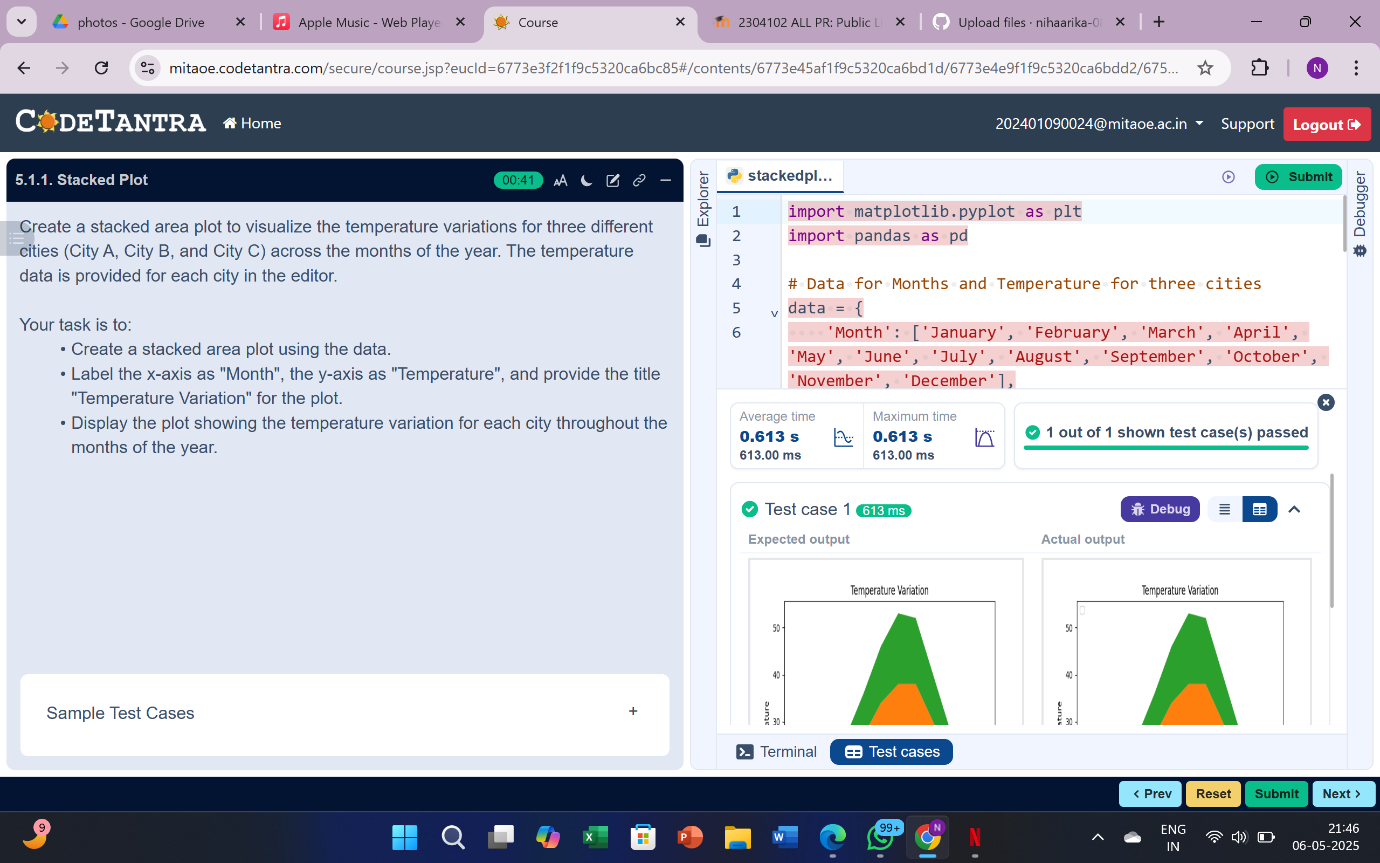 photos - Google Drive
Apple Music - Web Playe
Course
2304102 ALL PR: Public L
Upload files · nihaarika-0
mitaoe.codetantra.com/secure/course.jsp?eucId=6773e3f2f1f9c5320ca6bc85#/contents/6773e45af1f9c5320ca6bd1d/6773e4e9f1f9c5320ca6bdd2/675...
N
CODETANTRA
Home
202401090024@mitaoe.ac.in
Support
Logout
5.1.1. Stacked Plot
00:41
AA
Create a stacked area plot to visualize the temperature variations for three different
cities (City A, City B, and City C) across the months of the year. The temperature
data is provided for each city in the editor.
Your task is to:
• Create a stacked area plot using the data.
• Label the x-axis as "Month", the y-axis as "Temperature", and provide the title
"Temperature Variation" for the plot.
• Display the plot showing the temperature variation for each city throughout the
months of the year.
Sample Test Cases
+
Explorer
stackedpl...
Submit
Debugger
1 import matplotlib.pyplot as plt
2 import pandas as pd
3
4 # Data for Months and Temperature for three cities
5 data = {
6 'Month': ['January', 'February', 'March', 'April',
'May', 'June', 'July', 'August', 'September', 'October',
'November', 'December'],
Average time
0.613 s
613.00 ms
Maximum time
0.613 s
613.00 ms
1 out of 1 shown test case(s) passed
Test case 1
613 ms
Debug
Expected output
Actual output
Temperature Variation
50
40
30
Temperature Variation
50
40
30
Terminal
Test cases
< Prev
Reset
Submit
Next >
9
99+
N
ENG
IN
21:46
06-05-2025